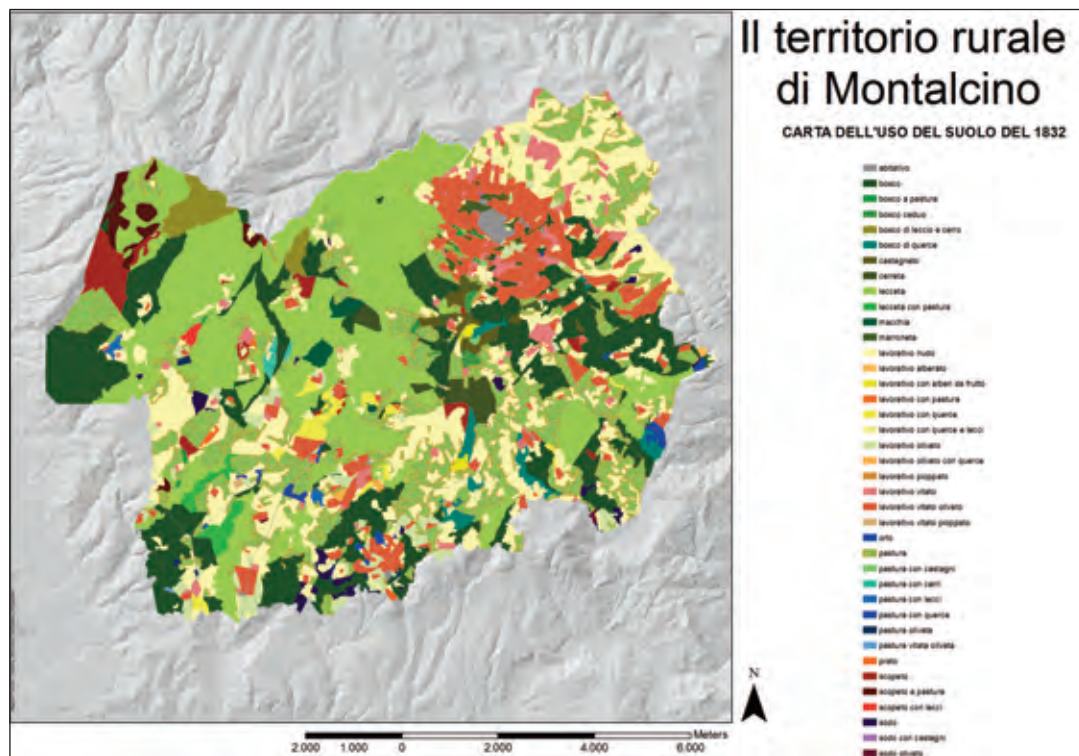 Il territorio rurale
di Montalcino
CARTA DELL'USO DEL SUOLO DEL 1832
abitativo
bosco
bosco a pastura
bosco ceduo
bosco di leccio e cerro
bosco di querce
castagneto
cerreta
lecceta
lecceta con pastura
macchia
marroneta
lavorativo nudo
lavorativo alberato
lavorativo con alberi da frutto
lavorativo con pastura
lavorativo con querce
lavorativo con querce e lecci
lavorativo olivato
lavorativo olivato con querce
lavorativo pioppato
lavorativo vitato
lavorativo vitato olivato
lavorativo vitato pioppato
orto
pastura
pastura con castagni
pastura con cerri
pastura con lecci
pastura con querce
pastura olivata
pastura vitata olivata
prato
scopeto
scopeto a pastura
scopeto con lecci
sodo
sodo con castagni
sodo olivato
N
2.000 1.000 0 2.000 4.000 6.000
Meters